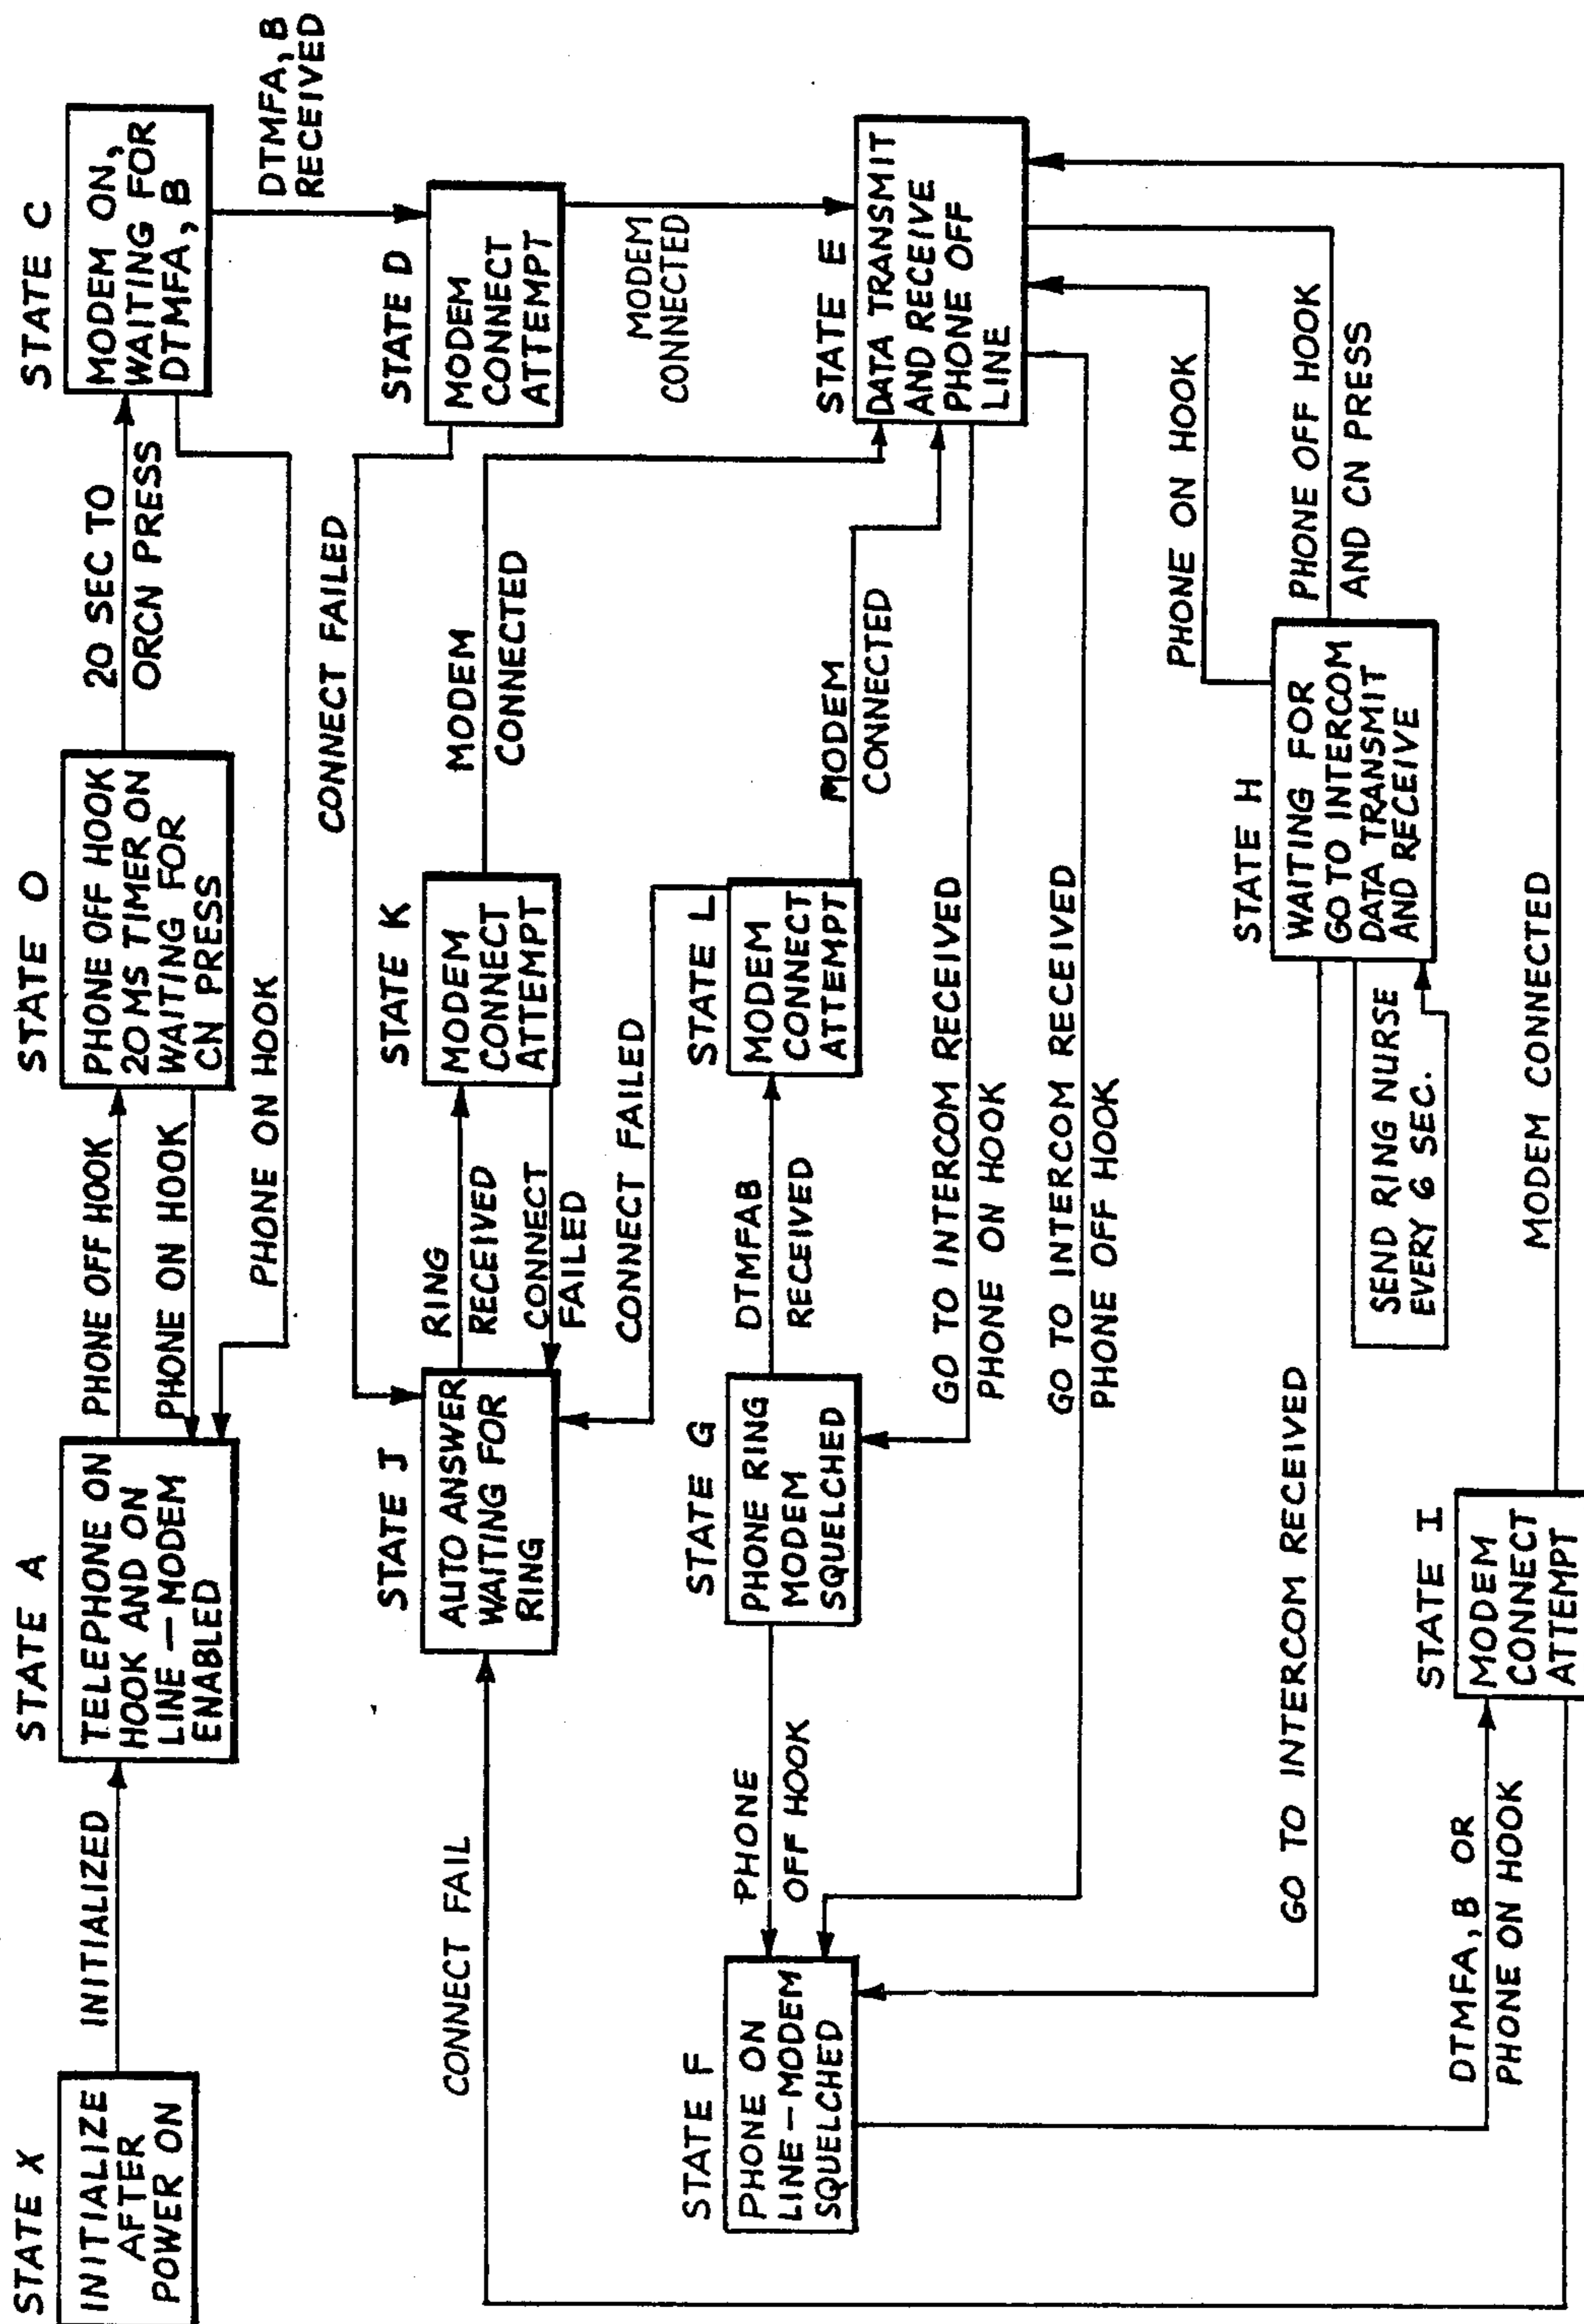 STATE X
INITIALIZE
AFTER
POWER ON
INITIALIZED
STATE A
TELEPHONE ON
HOOK AND ON
LINE—MODEM
ENABLED
PHONE OFF HOOK
PHONE ON HOOK
PHONE ON HOOK
STATE O
PHONE OFF HOOK
20 MS TIMER ON
WAITING FOR
CN PRESS
20 SEC TO
ORCN PRESS
STATE C
MODEM ON,
WAITING FOR
DTMFA, B
DTMFA, B
RECEIVED
CONNECT FAIL
STATE J
AUTO ANSWER
WAITING FOR
RING
RING
RECEIVED
CONNECT
FAILED
CONNECT FAILED
STATE K
MODEM
CONNECT
ATTEMPT
MODEM
CONNECTED
STATE D
MODEM
CONNECT
ATTEMPT
MODEM
CONNECTED
CONNECT FAILED
STATE F
PHONE ON
LINE—MODEM
SQUELCHED
PHONE
OFF HOOK
STATE G
PHONE RING
MODEM
SQUELCHED
DTMFAB
RECEIVED
STATE L
MODEM
CONNECT
ATTEMPT
MODEM
CONNECTED
STATE E
DATA TRANSMIT
AND RECEIVE
PHONE OFF
LINE
GO TO INTERCOM RECEIVED
PHONE ON HOOK
GO TO INTERCOM RECEIVED
PHONE OFF HOOK
PHONE ON HOOK
PHONE OFF HOOK
AND CN PRESS
STATE H
WAITING FOR
GO TO INTERCOM
DATA TRANSMIT
AND RECEIVE
SEND RING NURSE
EVERY 6 SEC.
GO TO INTERCOM RECEIVED
DTMFA, B OR
PHONE ON HOOK
STATE I
MODEM
CONNECT
ATTEMPT
MODEM CONNECTED